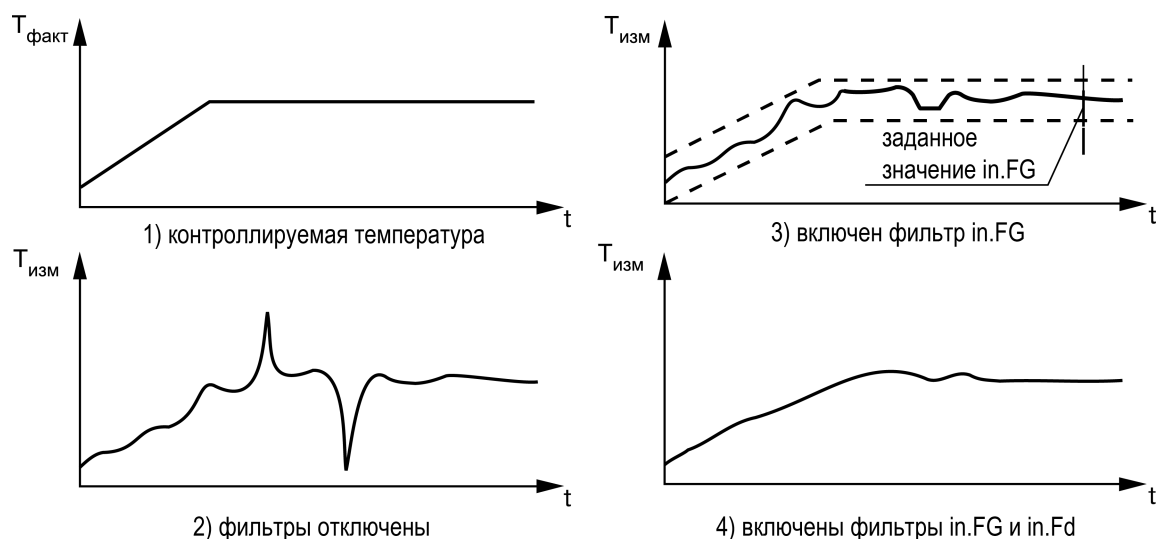 Tфакт
t
1) контроллируемая температура
Tизм
заданное
значение in.FG
t
3) включен фильтр in.FG
Tизм
t
2) фильтры отключены
Tизм
t
4) включены фильтры in.FG и in.Fd